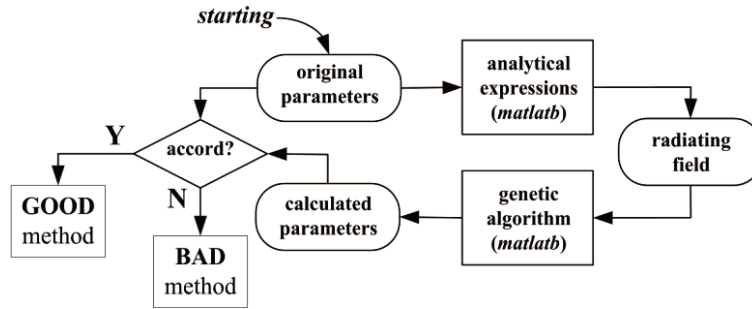 starting
original
parameters
analytical
expressions
(matlatb)
radiating
field
genetic
algorithm
(matlatb)
calculated
parameters
accord?
Y
N
GOOD
method
BAD
method